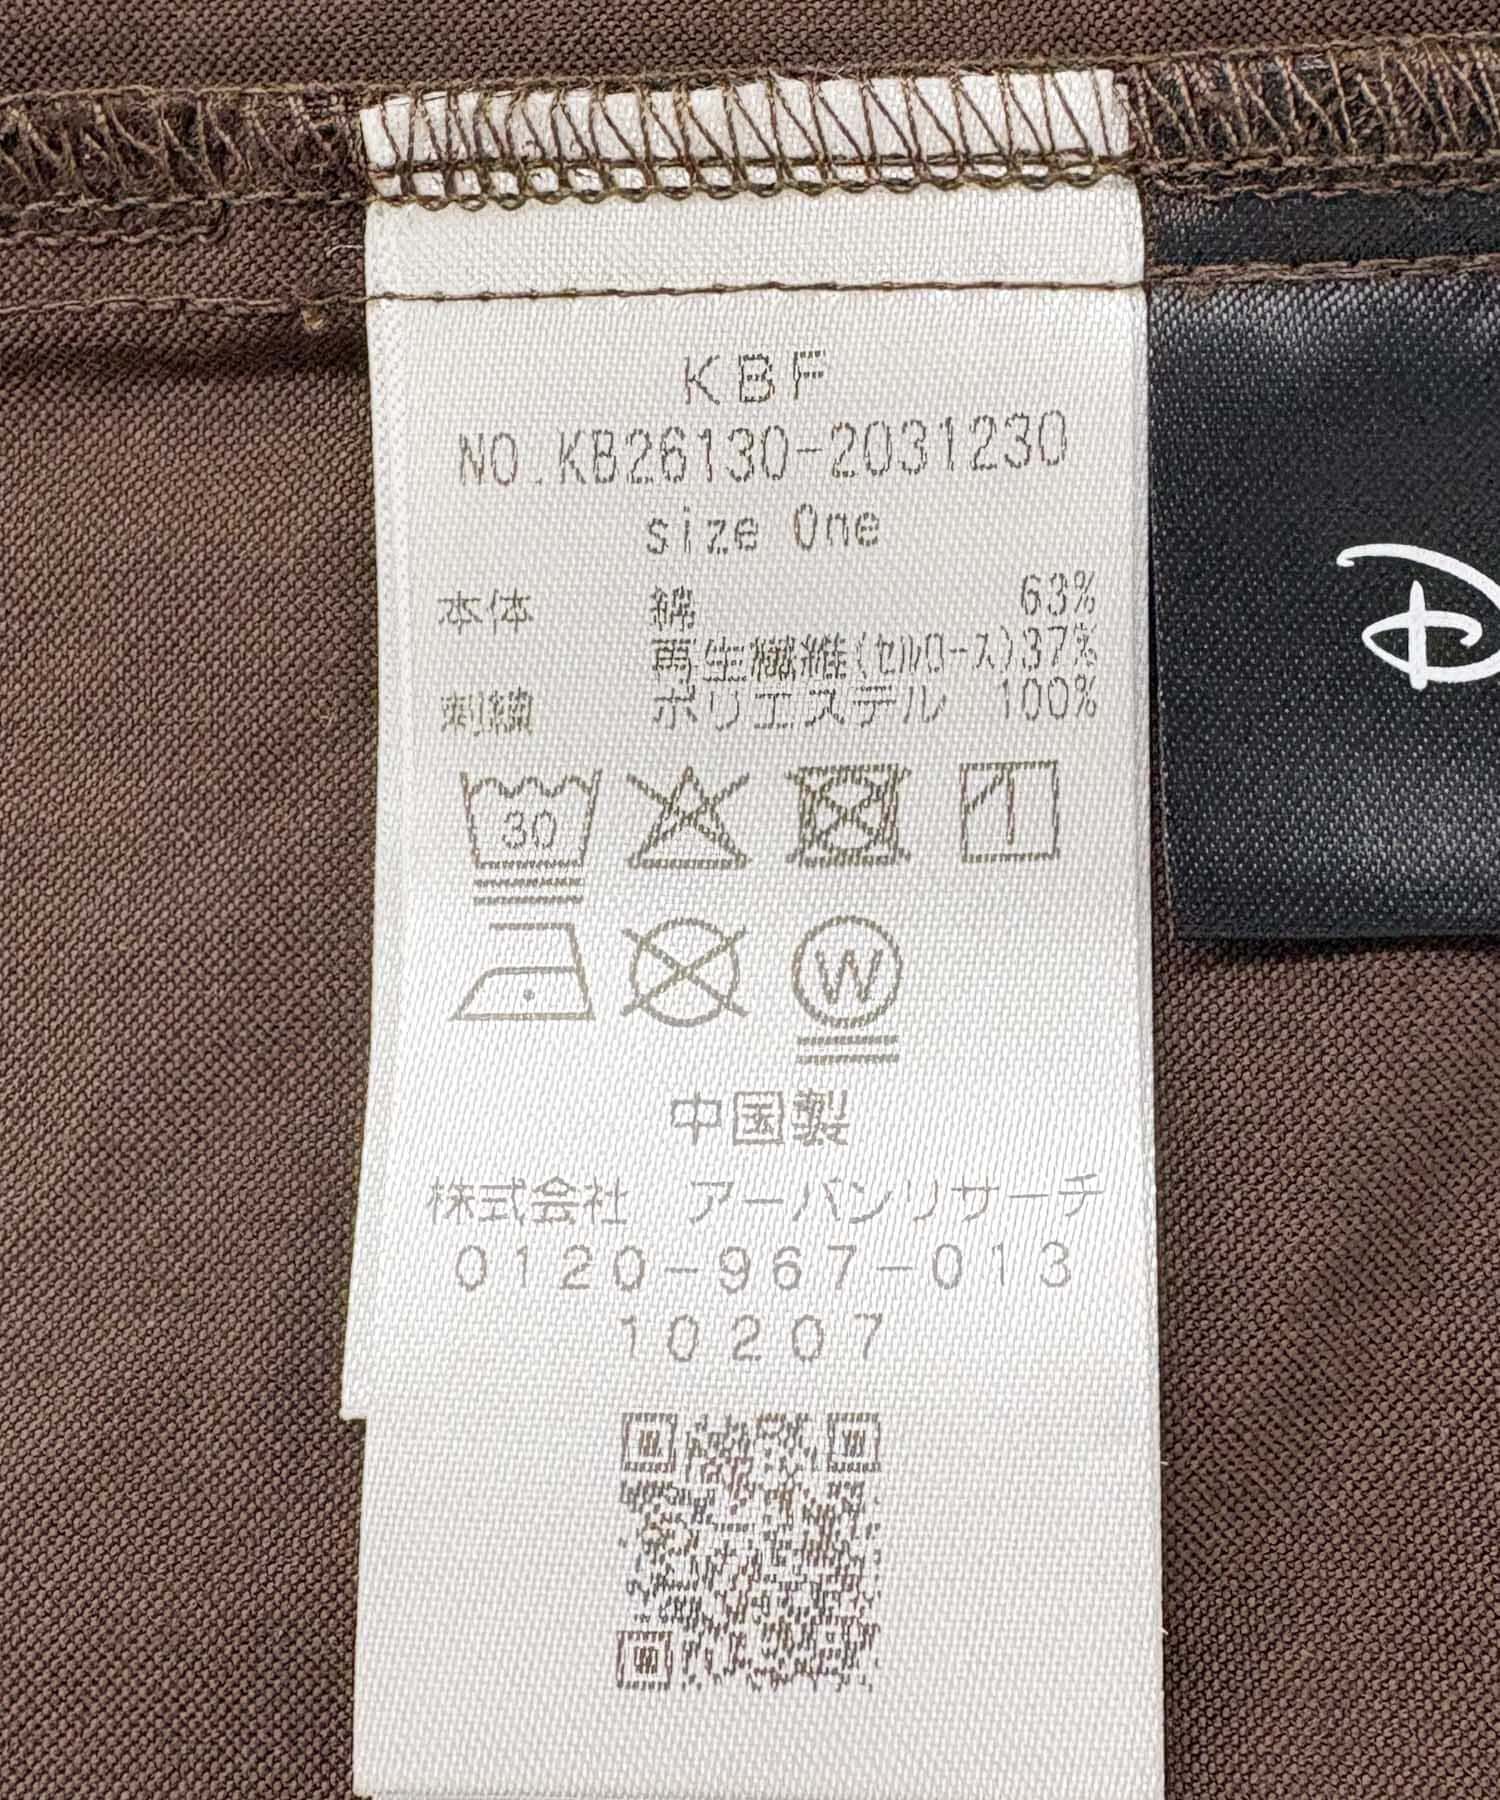 KBF
NO.KB26130-2031230
size One
本体 綿 63%
再生繊維(セルロース)37%
刺繍 ポリエステル 100%
30
W
中国製
株式会社 アーバンリサーチ
0120-967-013
10207
D